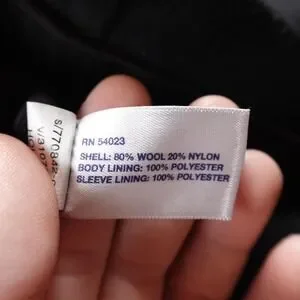 RN 54023
SHELL: 80% WOOL 20% NYLON
BODY LINING: 100% POLYESTER
SLEEVE LINING: 100% POLYESTER